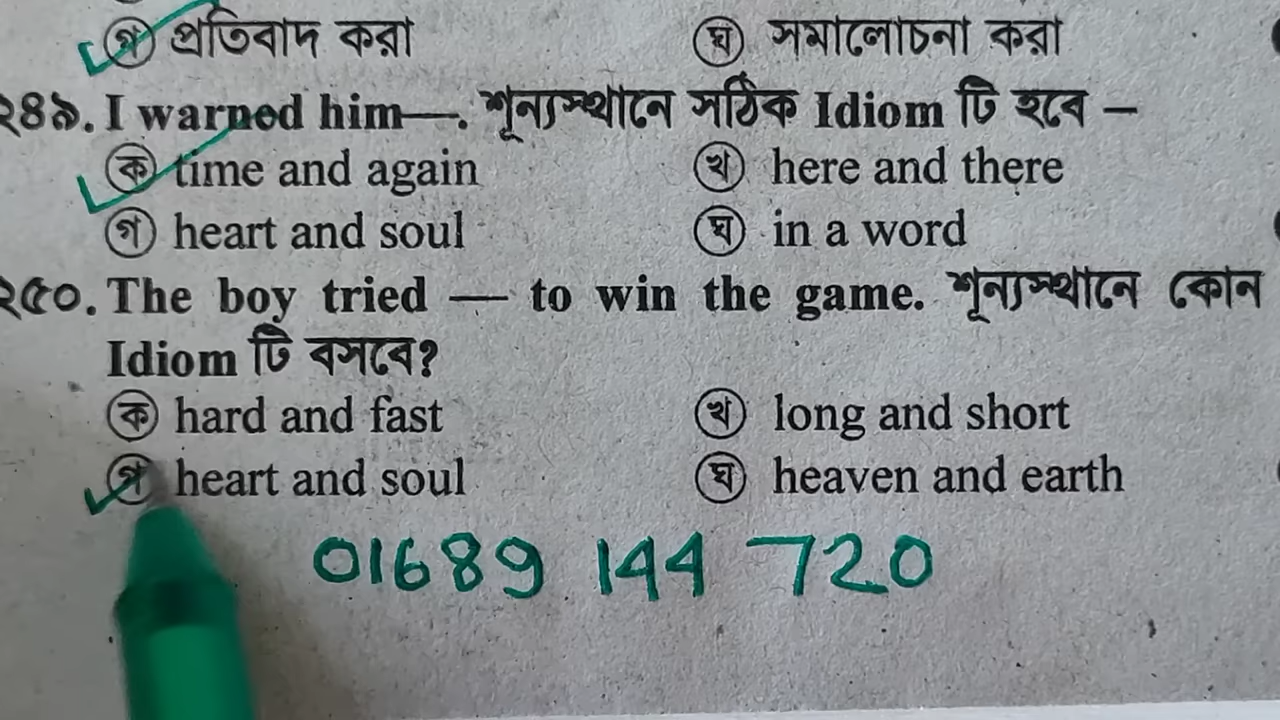 গ প্রতিবাদ করা ঘ সমালোচনা করা
২৪৯. I warned him—. শূন্যস্থানে সঠিক Idiom টি হবে –
ক time and again খ here and there
গ heart and soul ঘ in a word
২৫০. The boy tried — to win the game. শূন্যস্থানে কোন
Idiom টি বসবে?
ক hard and fast খ long and short
গ heart and soul ঘ heaven and earth
01689 144 720